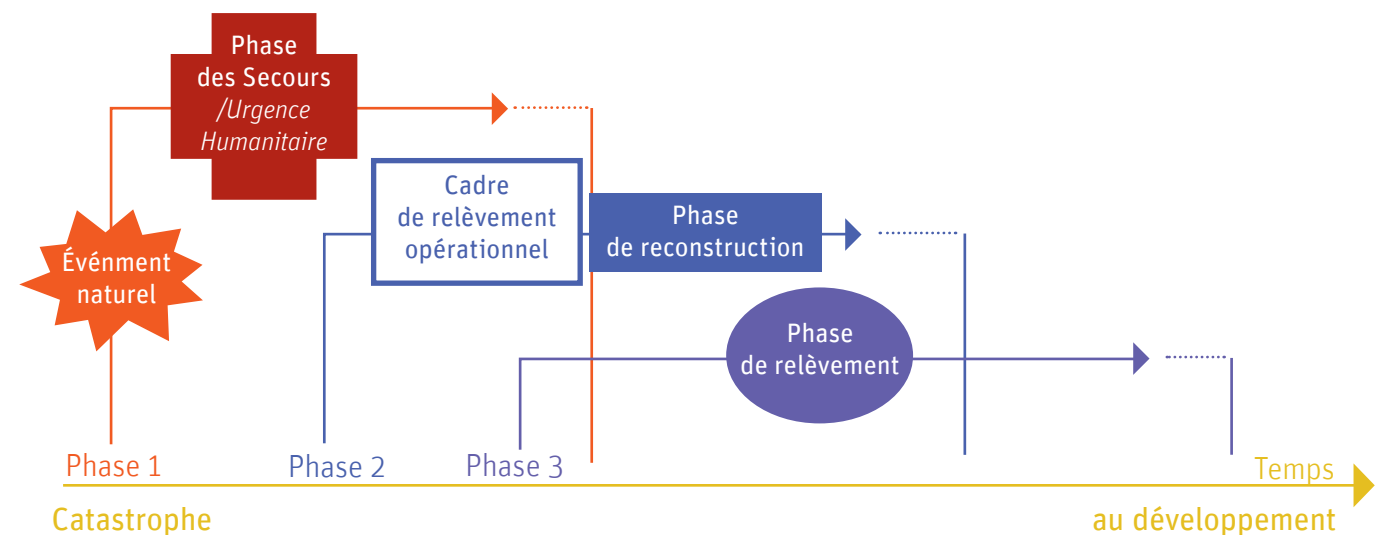 Phase
des Secours
/Urgence
Humanitaire
Cadre
de relèvement
opérationnel
Phase
de reconstruction
Événment
naturel
Phase
de relèvement
Phase 1
Phase 2
Phase 3
Temps
Catastrophe
au développement